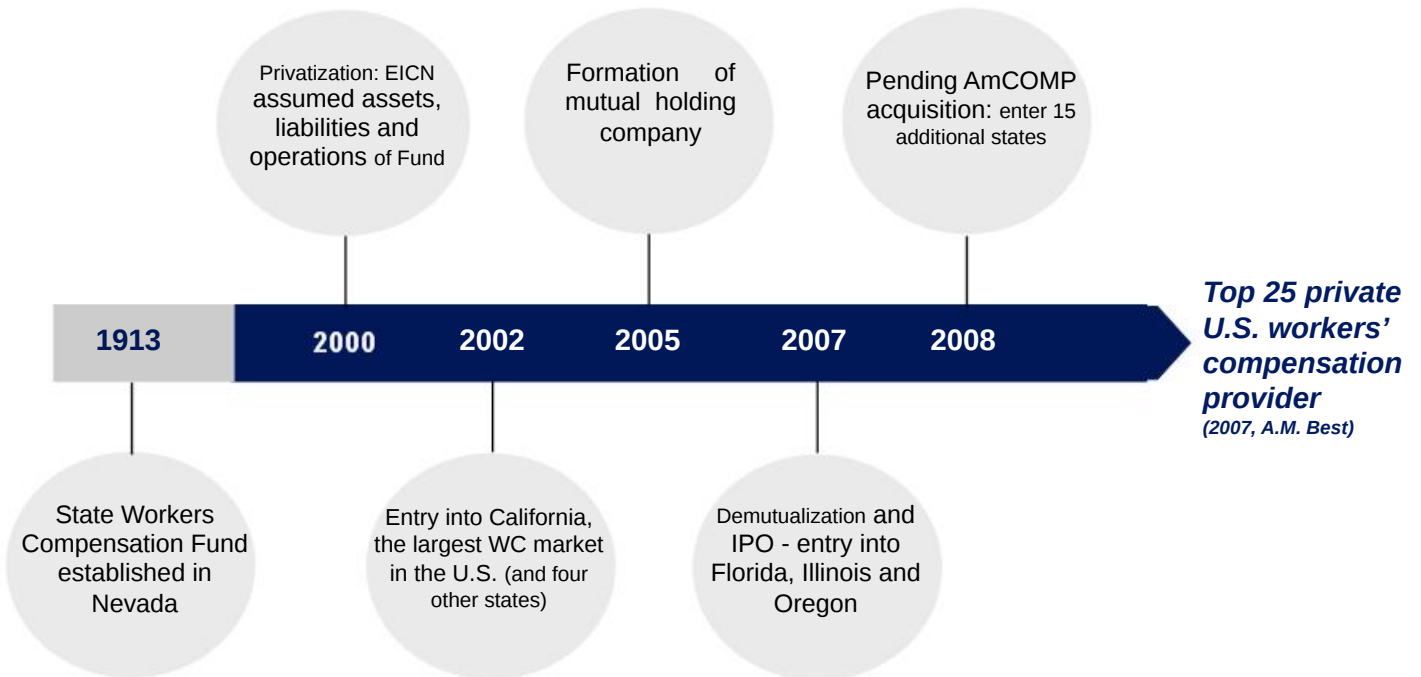 Privatization: EICN
assumed assets,
liabilities and
operations of Fund
Formation of
mutual holding
company
Pending AmCOMP
acquisition: enter 15
additional states
1913
2000
2002
2005
2007
2008
Top 25 private
U.S. workers’
compensation
provider
(2007, A.M. Best)
State Workers
Compensation Fund
established in
Nevada
Entry into California,
the largest WC market
in the U.S. (and four
other states)
Demutualization and
IPO - entry into
Florida, Illinois and
Oregon